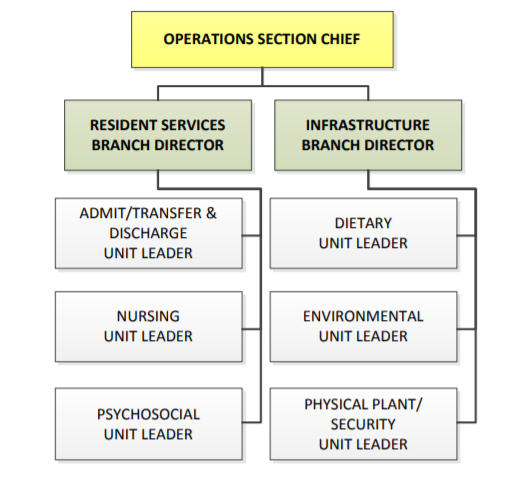 OPERATIONS SECTION CHIEF
RESIDENT SERVICES
BRANCH DIRECTOR
INFRASTRUCTURE
BRANCH DIRECTOR
ADMIT/TRANSFER &
DISCHARGE
UNIT LEADER
DIETARY
UNIT LEADER
NURSING
UNIT LEADER
ENVIRONMENTAL
UNIT LEADER
PSYCHOSOCIAL
UNIT LEADER
PHYSICAL PLANT/
SECURITY
UNIT LEADER